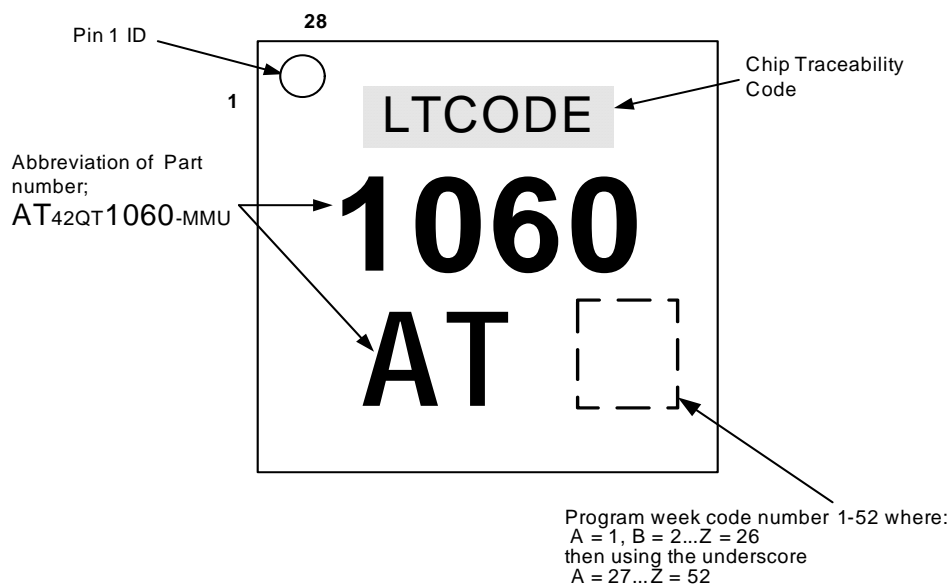 28
Pin 1 ID
1
Chip Traceability
Code
LTCODE
Abbreviation of Part
number;
AT42QT1060-MMU
1060
AT
Program week code number 1-52 where:
A = 1, B = 2...Z = 26
then using the underscore
A = 27...Z = 52